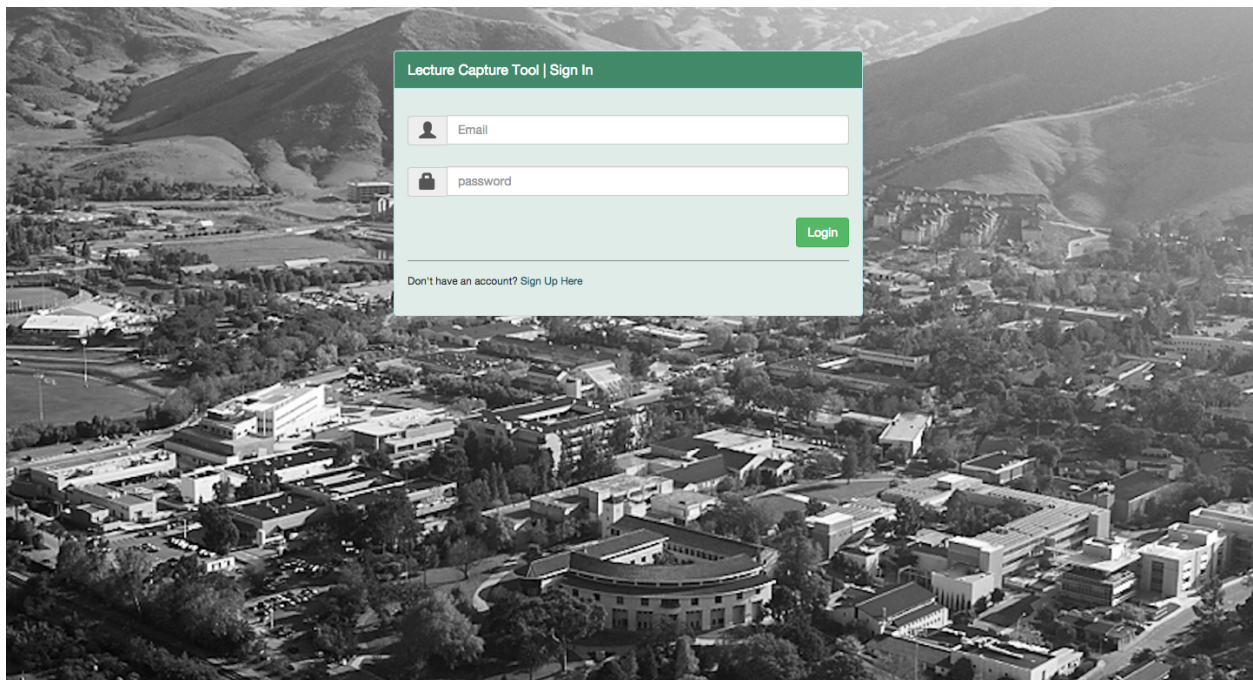 Lecture Capture Tool | Sign In
Email
password
Login
Don't have an account? Sign Up Here